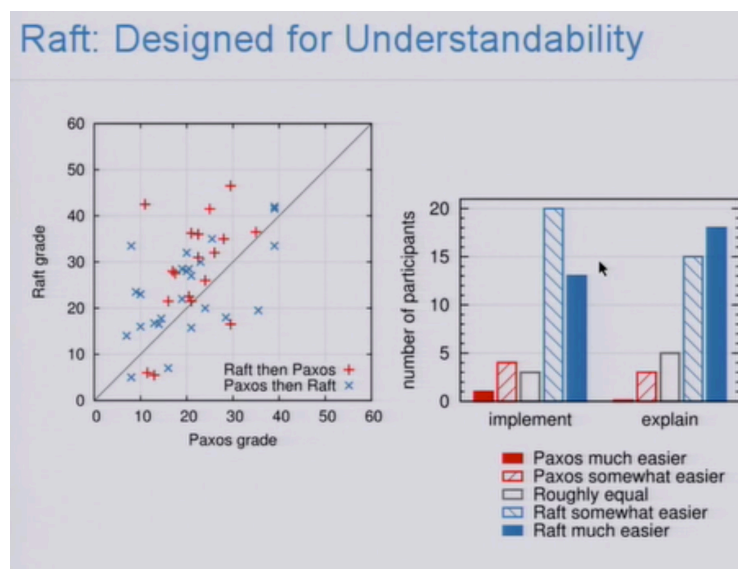 Raft: Designed for Understandability
60
50
40
30
20
10
0
Raft grade
Raft then Paxos
Paxos then Raft
0 10 20 30 40 50 60
Paxos grade
20
15
10
5
0
number of participants
implement explain
Paxos much easier
Paxos somewhat easier
Roughly equal
Raft somewhat easier
Raft much easier